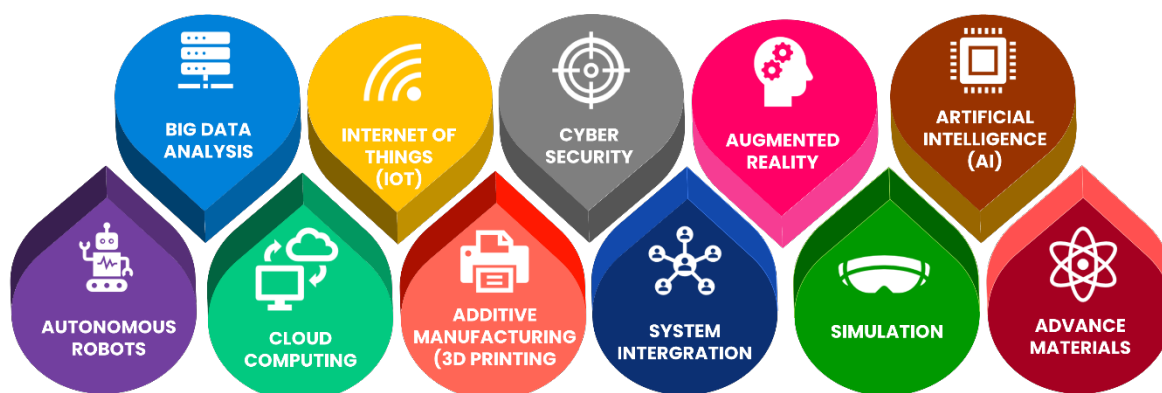 BIG DATA
ANALYSIS
INTERNET OF
THINGS
(IOT)
CYBER
SECURITY
AUGMENTED
REALITY
ARTIFICIAL
INTELLIGENCE
(AI)
AUTONOMOUS
ROBOTS
CLOUD
COMPUTING
ADDITIVE
MANUFACTURING
(3D PRINTING
SYSTEM
INTERGRATION
SIMULATION
ADVANCE
MATERIALS